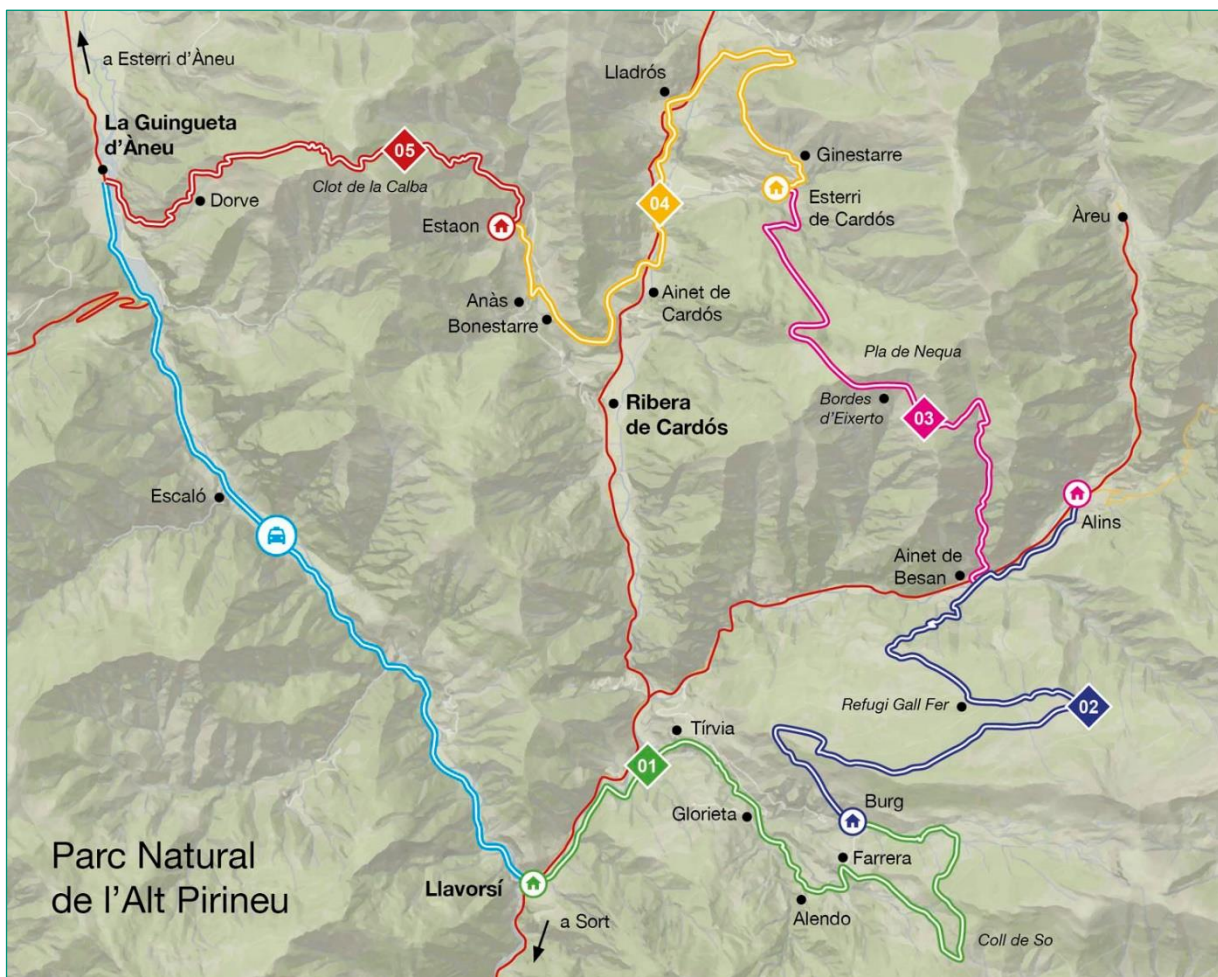 a Esterri d'Àneu
La Guingueta
d'Àneu
Lladrós
05
Clot de la Calba
Dorve
Ginestarre
Esterri
de Cardós
04
Estaon
Àreu
Anàs
Bonestarre
Ainet de
Cardós
Pla de Nequa
Bordes
d'Eixerto
03
Ribera
de Cardós
Escaló
Alins
Ainet de
Besan
Refugi Gall Fer
02
Tírvia
01
Glorieta
Burg
Farrera
Parc Natural
de l'Alt Pirineu
Llavorsí
a Sort
Alendo
Coll de So